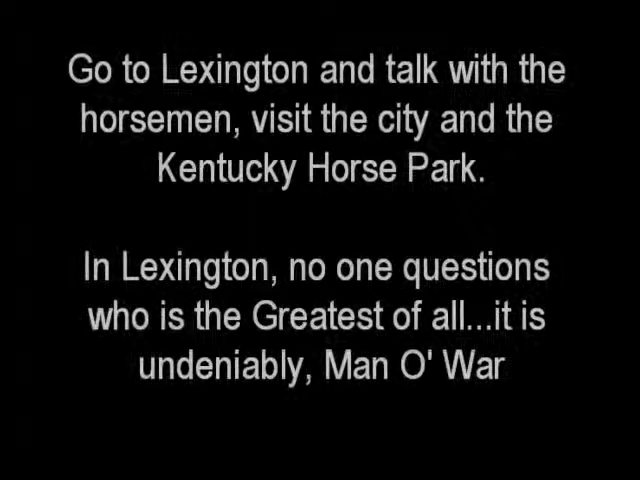 Go to Lexington and talk with the
horsemen, visit the city and the
Kentucky Horse Park.
In Lexington, no one questions
who is the Greatest of all...it is
undeniably, Man O' War